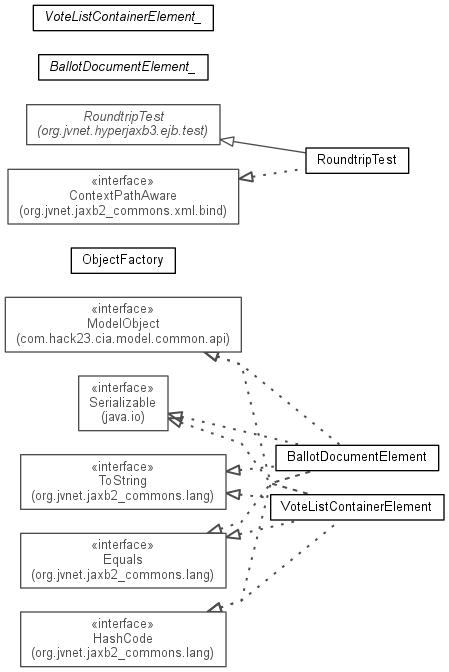 VoteListContainerElement_
BallotDocumentElement_
RoundtripTest
(org.jvnet.hyperjaxb3.ejb.test)
RoundtripTest
«interface»
ContextPathAware
(org.jvnet.jaxb2_commons.xml.bind)
ObjectFactory
«interface»
ModelObject
(com.hack23.cia.model.common.api)
«interface»
Serializable
(java.io)
BallotDocumentElement
«interface»
ToString
(org.jvnet.jaxb2_commons.lang)
VoteListContainerElement
«interface»
Equals
(org.jvnet.jaxb2_commons.lang)
«interface»
HashCode
(org.jvnet.jaxb2_commons.lang)